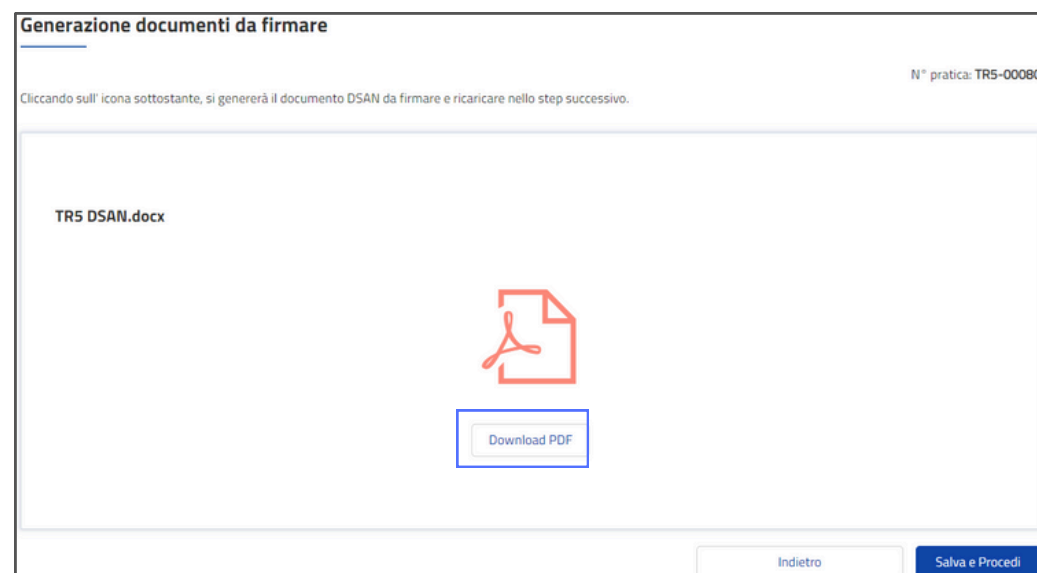 Generazione documenti da firmare
N° pratica: TR5-00080
Cliccando sull' icona sottostante, si genererà il documento DSAN da firmare e ricaricare nello step successivo.
TR5 DSAN.docx
Download PDF
Indietro
Salva e Procedi